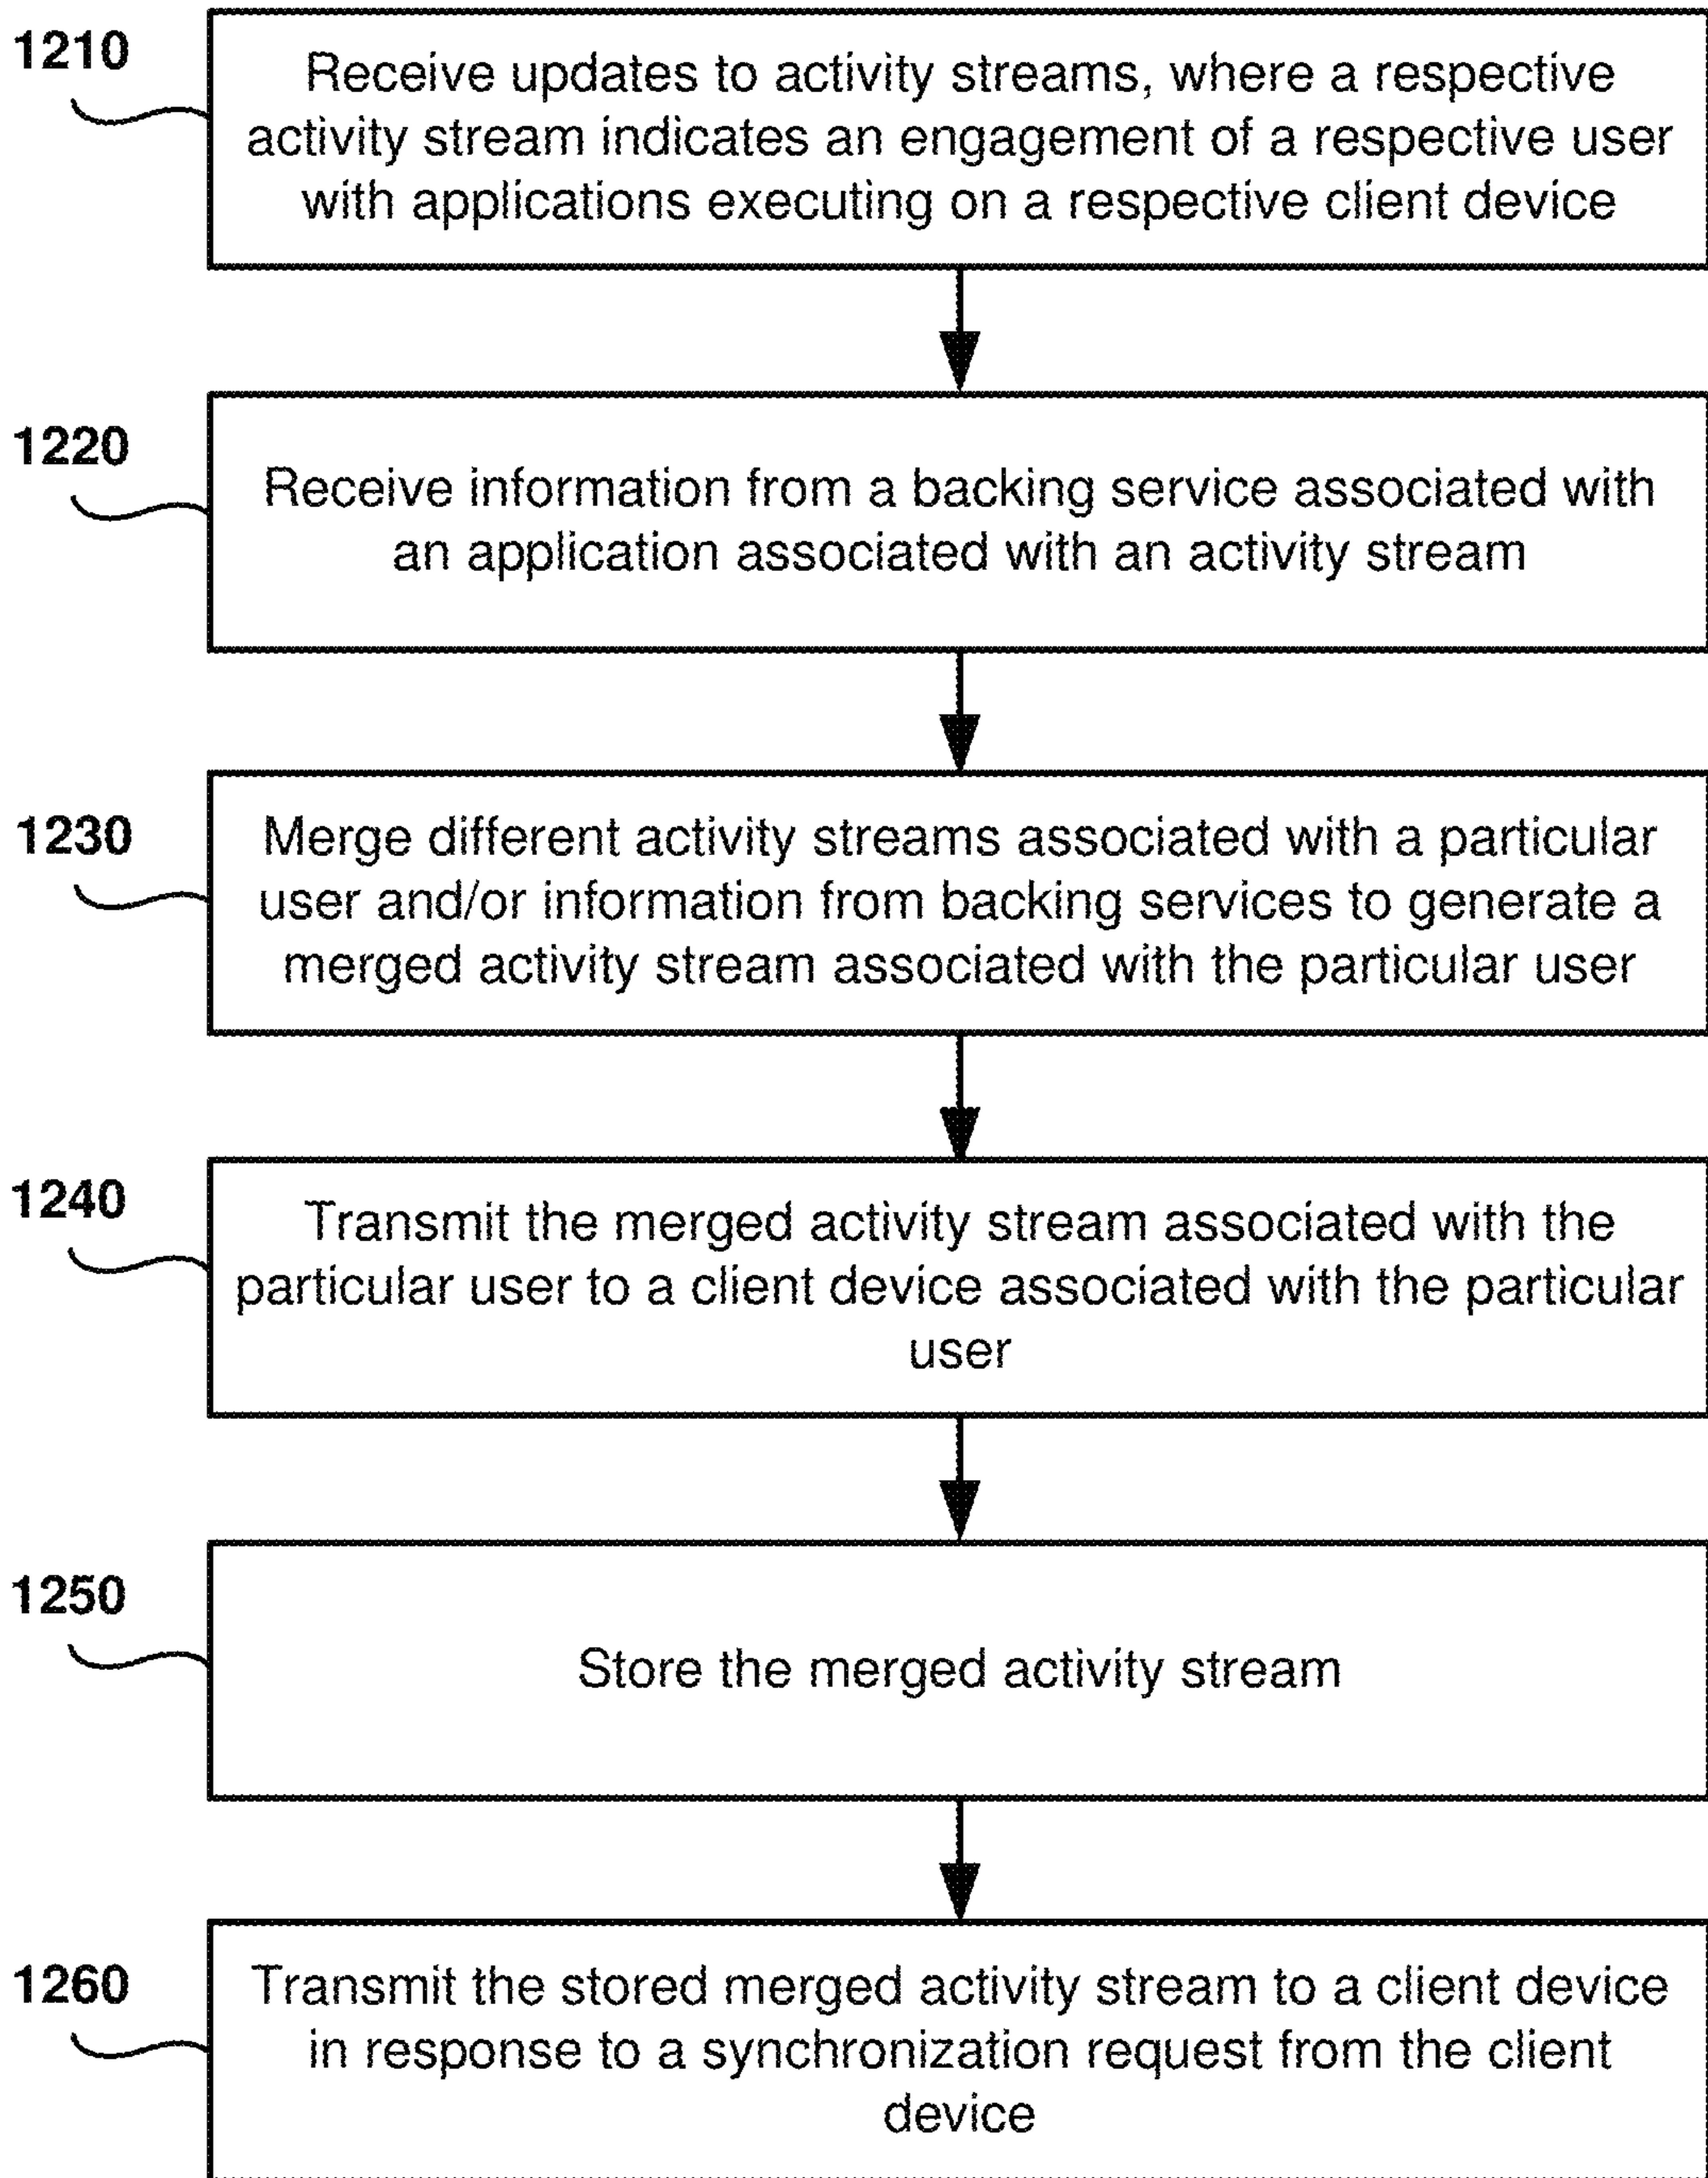 1210
Receive updates to activity streams, where a respective
activity stream indicates an engagement of a respective user
with applications executing on a respective client device
1220
Receive information from a backing service associated with
an application associated with an activity stream
1230
Merge different activity streams associated with a particular
user and/or information from backing services to generate a
merged activity stream associated with the particular user
1240
Transmit the merged activity stream associated with the
particular user to a client device associated with the particular
user
1250
Store the merged activity stream
1260
Transmit the stored merged activity stream to a client device
in response to a synchronization request from the client
device